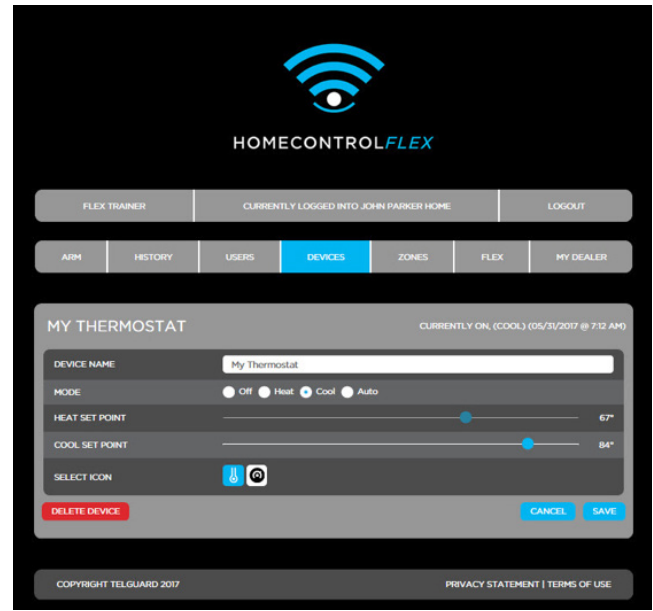 HOMECONTROLFLEX
FLEX TRAINER CURRENTLY LOGGED INTO JOHN PARKER HOME LOGOUT
ARM HISTORY USERS DEVICES ZONES FLEX MY DEALER
MY THERMOSTAT CURRENTLY ON, (COOL) (05/31/2017 @ 7:12 AM)
DEVICE NAME My Thermostat
MODE Off Heat Cool Auto
HEAT SET POINT 67°
COOL SET POINT 84°
SELECT ICON
DELETE DEVICE CANCEL SAVE
COPYRIGHT TELGUARD 2017 PRIVACY STATEMENT | TERMS OF USE